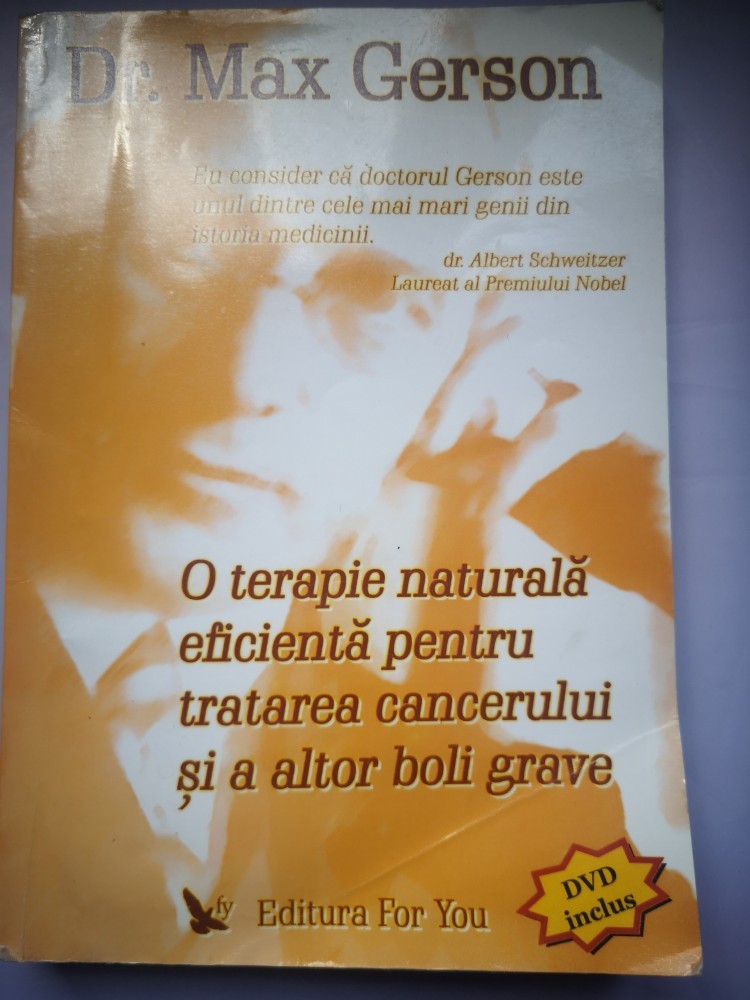 Dr. Max Gerson
Eu consider că doctorul Gerson este
unul dintre cele mai mari genii din
istoria medicinii.
dr. Albert Schweitzer
Laureat al Premiului Nobel
O terapie naturală
eficientă pentru
tratarea cancerului
și a altor boli grave
fy
Editura For You
DVD
inclus